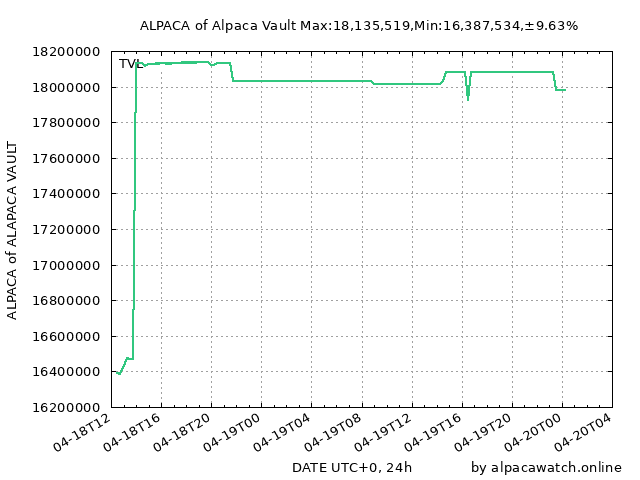 ALPACA of Alpaca Vault Max:18,135,519,Min:16,387,534,±9.63%
TVL
18200000
18000000
17800000
17600000
17400000
17200000
17000000
16800000
16600000
16400000
16200000
ALPACA of ALAPACA VAULT
04-18T12
04-18T16
04-18T20
04-19T00
04-19T04
04-19T08
04-19T12
04-19T16
04-19T20
04-20T00
04-20T04
DATE UTC+0, 24h
by alpacawatch.online